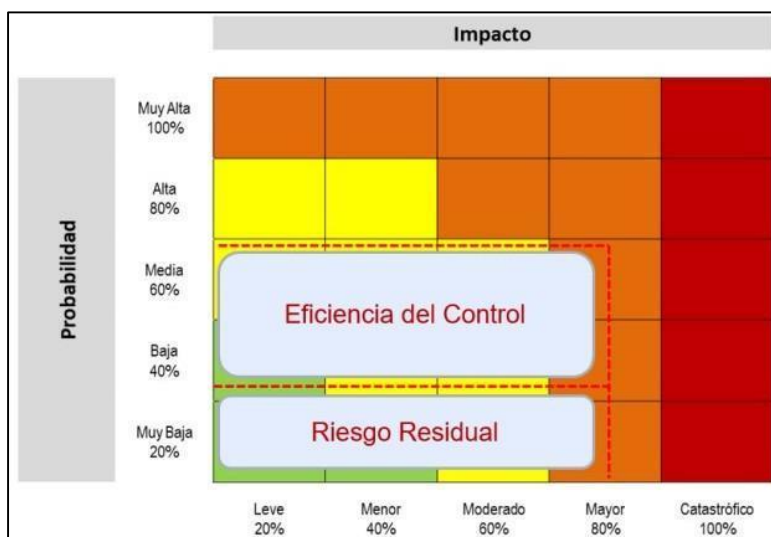 Impacto
Probabilidad
Muy Alta
100%
Alta
80%
Media
60%
Baja
40%
Muy Baja
20%
Eficiencia del Control
Riesgo Residual
Leve
20%
Menor
40%
Moderado
60%
Mayor
80%
Catastrófico
100%